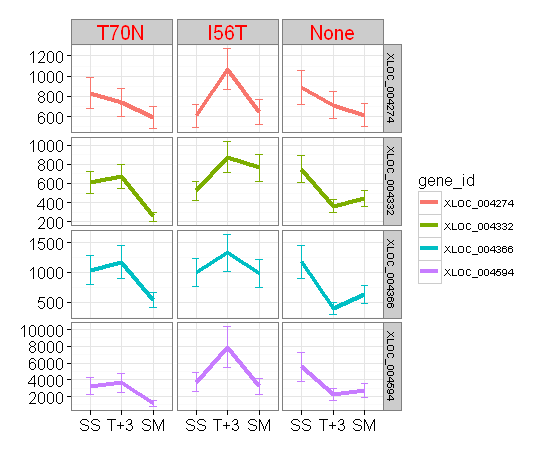 T70N I56T None
1200
1000
800
600
XLOC_004274
1000
800
600
400
200
XLOC_004332
1500
1000
500
XLOC_004366
10000
8000
6000
4000
2000
XLOC_004594
SS T+3 SM SS T+3 SM SS T+3 SM
gene_id
XLOC_004274
XLOC_004332
XLOC_004366
XLOC_004594